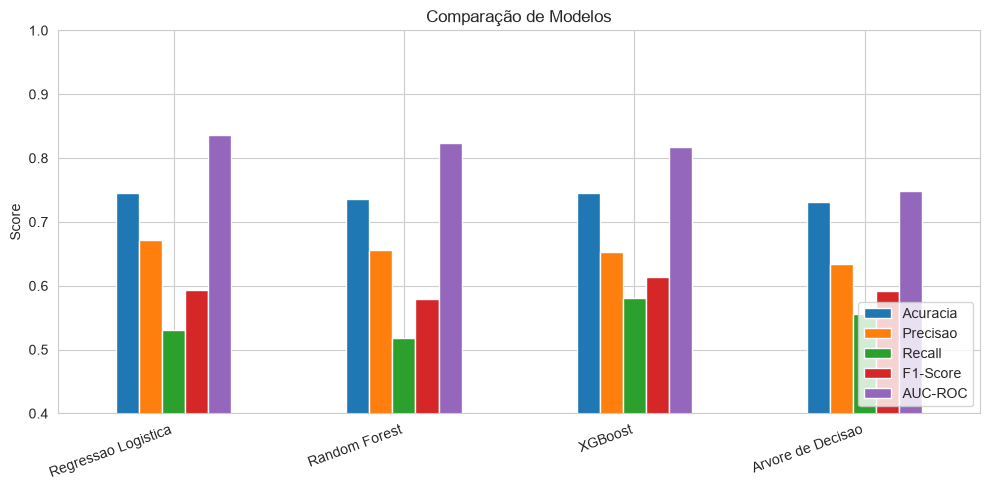 Comparação de Modelos
Score
1.0
0.9
0.8
0.7
0.6
0.5
0.4
Regressao Logistica
Random Forest
XGBoost
Arvore de Decisao
Acuracia
Precisao
Recall
F1-Score
AUC-ROC